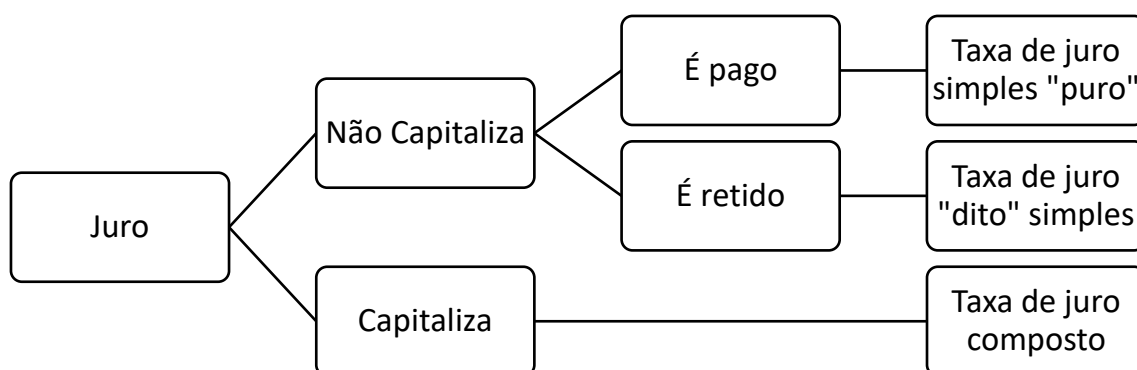 Juro
Não Capitaliza
É pago
Taxa de juro
simples "puro"
É retido
Taxa de juro
"dito" simples
Capitaliza
Taxa de juro
composto